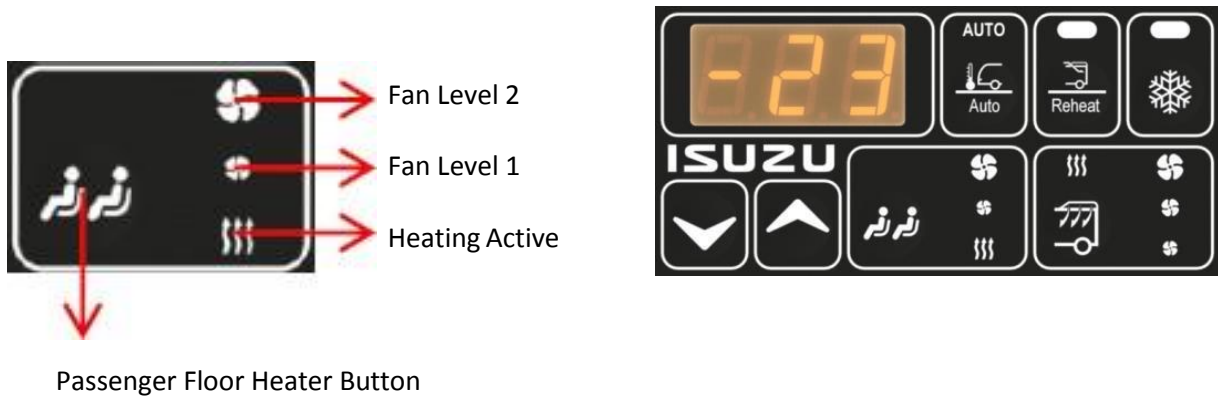 Fan Level 2
Fan Level 1
Heating Active
Passenger Floor Heater Button
-23
AUTO
Auto
Reheat
ISUZU